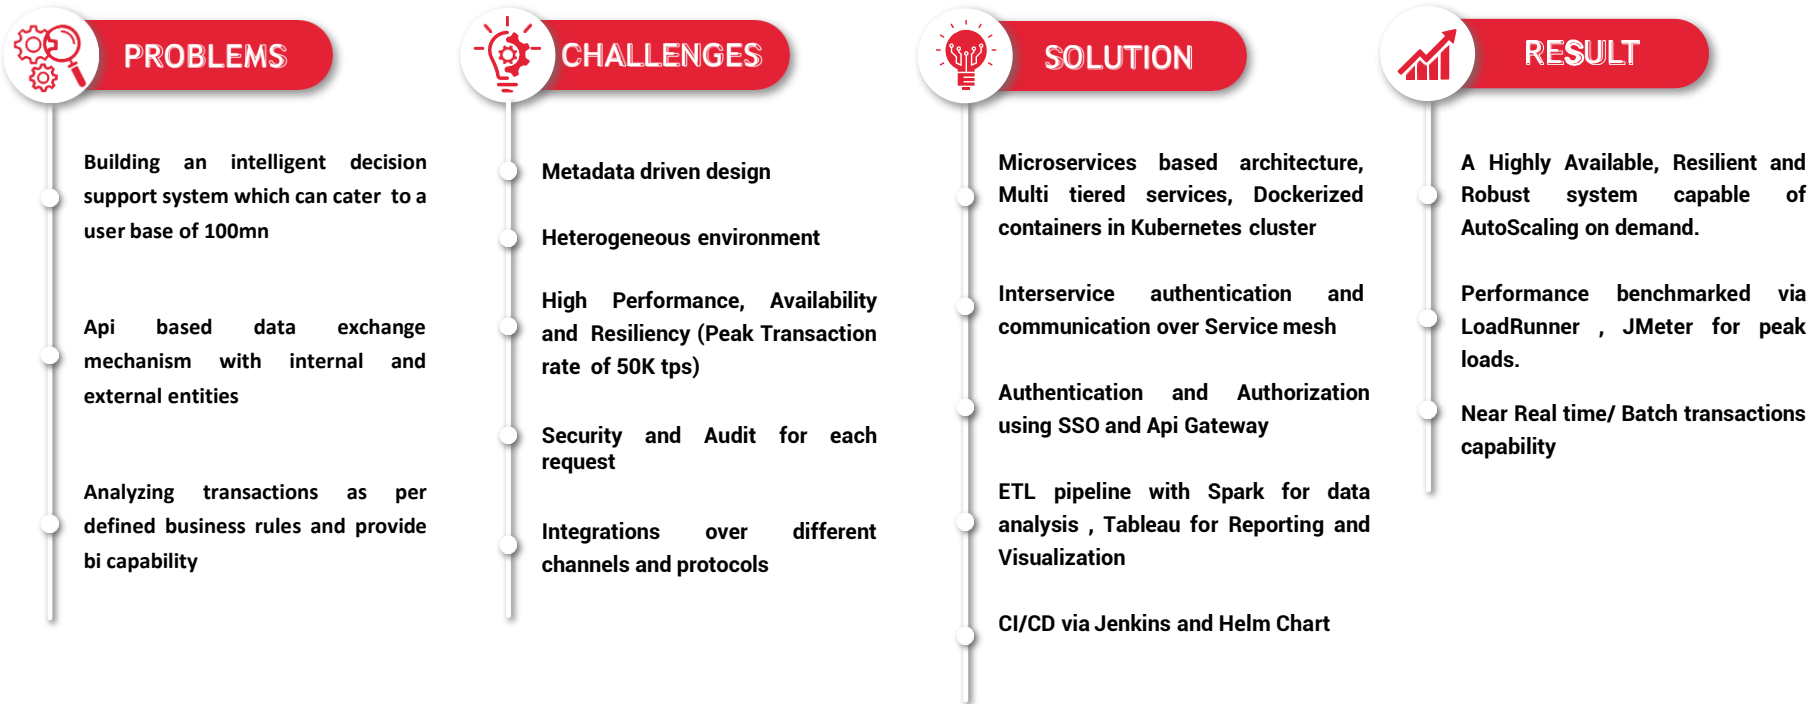 PROBLEMS
Building an intelligent decision
support system which can cater to a
user base of 100mn
Api based data exchange
mechanism with internal and
external entities
Analyzing transactions as per
defined business rules and provide
bi capability
CHALLENGES
Metadata driven design
Heterogeneous environment
High Performance, Availability
and Resiliency (Peak Transaction
rate of 50K tps)
Security and Audit for each
request
Integrations over different
channels and protocols
SOLUTION
Microservices based architecture,
Multi tiered services, Dockerized
containers in Kubernetes cluster
Interservice authentication and
communication over Service mesh
Authentication and Authorization
using SSO and Api Gateway
ETL pipeline with Spark for data
analysis , Tableau for Reporting and
Visualization
CI/CD via Jenkins and Helm Chart
RESULT
A Highly Available, Resilient and
Robust system capable of
AutoScaling on demand.
Performance benchmarked via
LoadRunner , JMeter for peak
loads.
Near Real time/ Batch transactions
capability